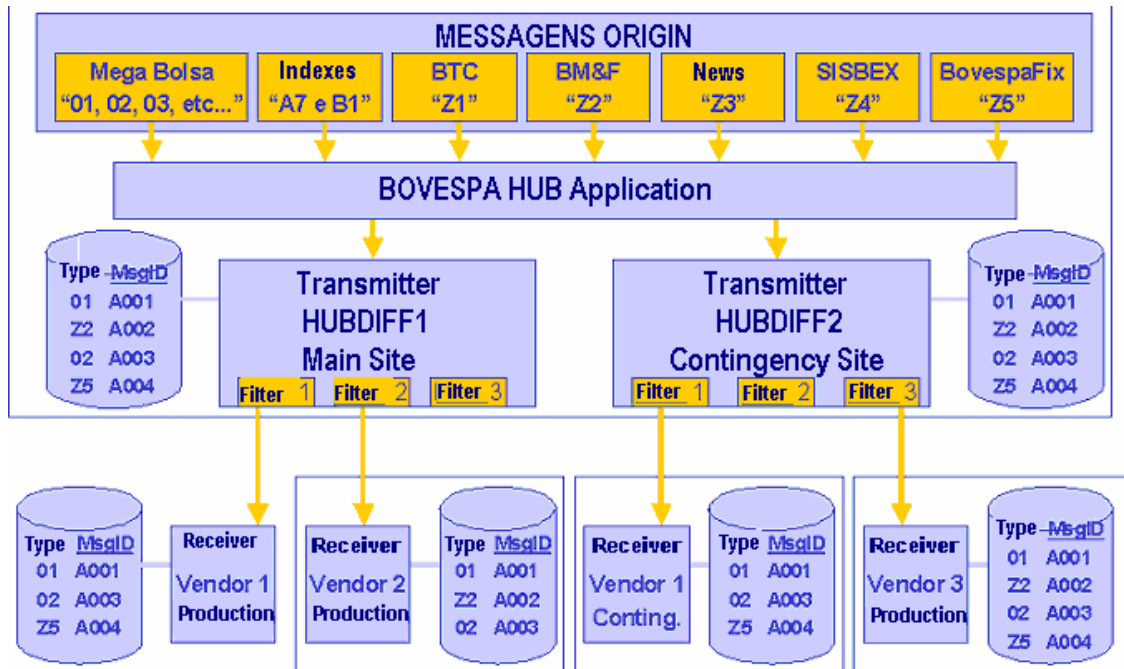 MESSAGENS ORIGIN
Mega Bolsa
“01, 02, 03, etc...”
Indexes
“A7 e B1”
BTC
“Z1”
BM&F
“Z2”
News
“Z3”
SISBEX
“Z4”
BovespaFix
“Z5”
BOVESPA HUB Application
Type MsgID
01 A001
Z2 A002
02 A003
Z5 A004
Transmitter
HUBDIFF1
Main Site
Filter 1
Filter 2
Filter 3
Transmitter
HUBDIFF2
Contingency Site
Filter 1
Filter 2
Filter 3
Type MsgID
01 A001
Z2 A002
02 A003
Z5 A004
Type MsgID
01 A001
02 A003
Z5 A004
Receiver
Vendor 1
Production
Receiver
Vendor 2
Production
Type MsgID
01 A001
Z2 A002
02 A003
Receiver
Vendor 1
Conting.
Type MsgID
01 A001
02 A003
Z5 A004
Receiver
Vendor 3
Production
Type MsgID
01 A001
Z2 A002
02 A003
Z5 A004